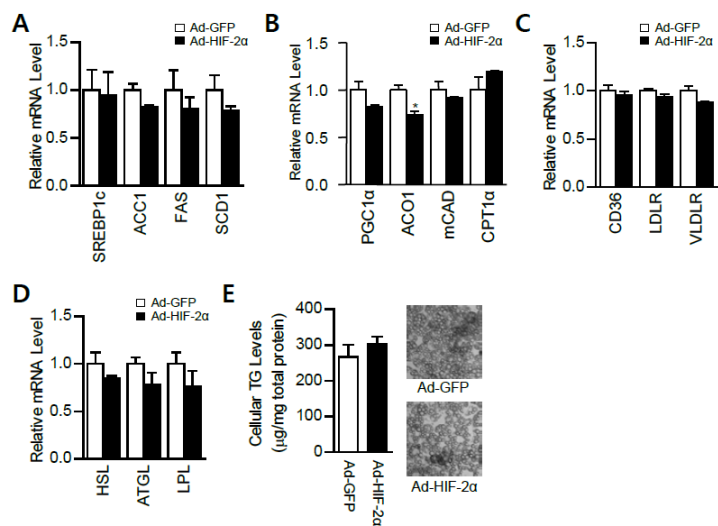 A
Relative mRNA Level
1.5
1.0
0.5
0.0
Ad-GFP
Ad-HIF-2α
SREBP1c
ACC1
FAS
SCD1
B
Relative mRNA Level
1.5
1.0
0.5
0.0
Ad-GFP
Ad-HIF-2α
*
PGC1α
ACO1
mCAD
CPT1α
C
Relative mRNA Level
1.5
1.0
0.5
0.0
Ad-GFP
Ad-HIF-2α
CD36
LDLR
VLDLR
D
Relative mRNA Level
1.5
1.0
0.5
0.0
Ad-GFP
Ad-HIF-2α
HSL
ATGL
LPL
E
Cellular TG Levels
(μg/mg total protein)
400
300
200
100
0
Ad-GFP
Ad-HIF-2α
Ad-GFP
Ad-HIF-2α